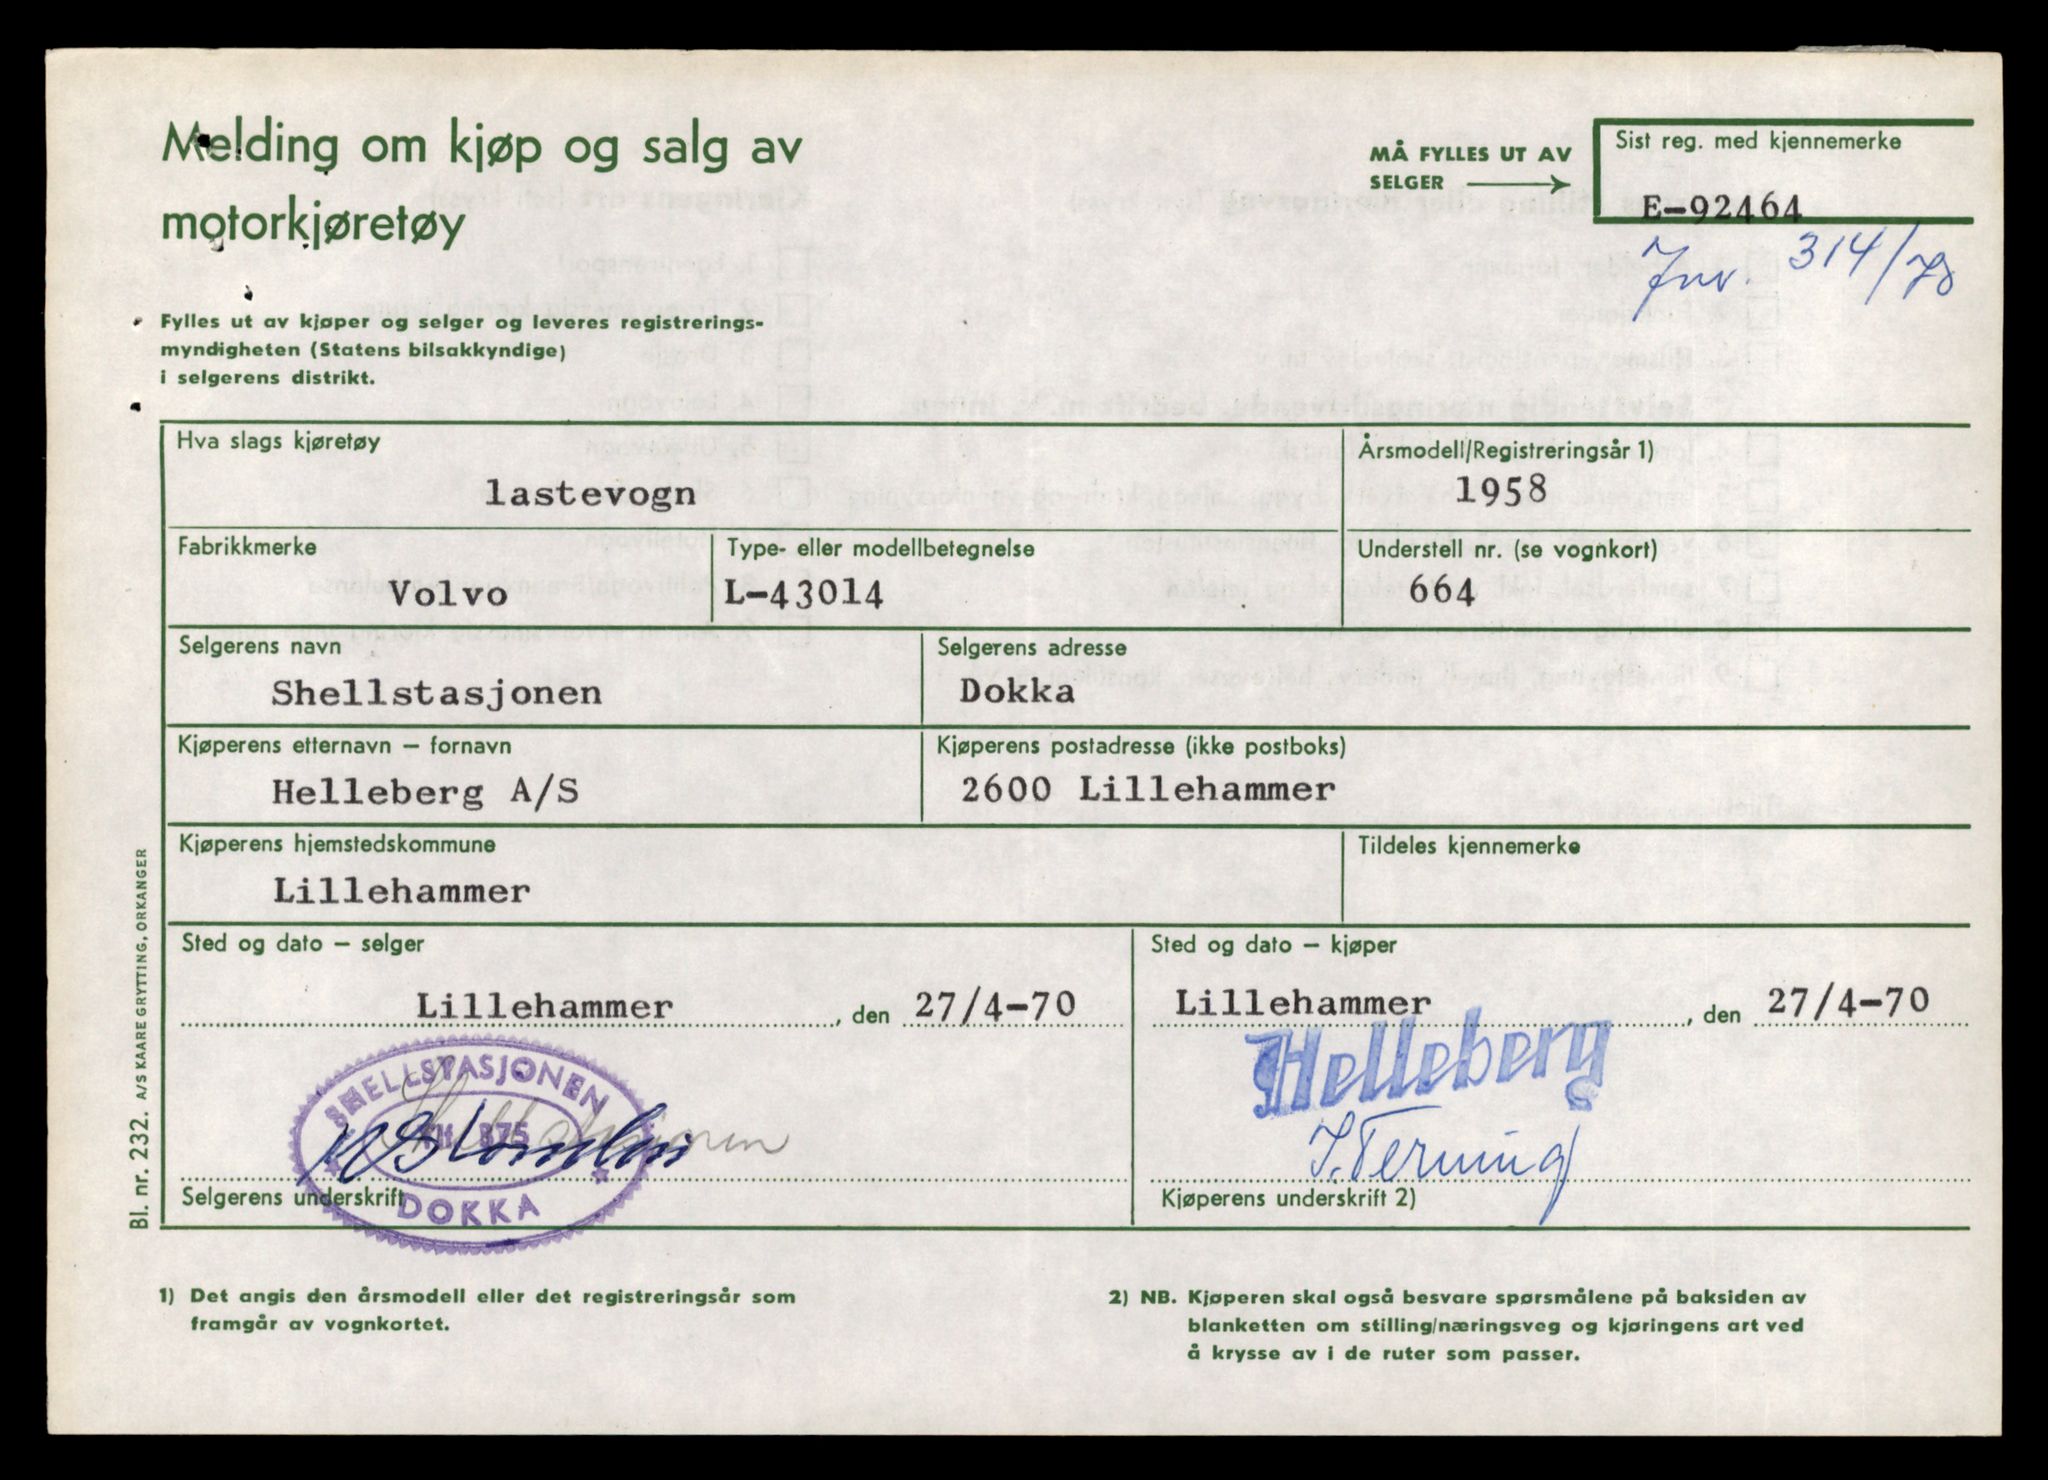 Melding om kjøp og salg av
motorkjøretøy
MÅ FYLLES UT AV
SELGER
Sist reg. med kjennemerke
E-92464
Jnr. 314/70
Fylles ut av kjøper og selger og leveres registrerings-
myndigheten (Statens bilsakkyndige)
i selgerens distrikt.
Hva slags kjøretøy
lastevogn
Årsmodell/Registreringsår 1)
1958
Fabrikkmerke
Volvo
Type- eller modellbetegnelse
L-43014
Understell nr. (se vognkort)
664
Selgerens navn
Shellstasjonen
Selgerens adresse
Dokka
Kjøperens etternavn — fornavn
Helleberg A/S
Kjøperens postadresse (ikke postboks)
2600 Lillehammer
Kjøperens hjemstedskommune
Lillehammer
Tildeles kjennemerke
Sted og dato — selger
Lillehammer, den 27/4-70
Sted og dato — kjøper
Lillehammer, den 27/4-70
SHELLSTASJONEN
Tlf. 375
DOKKA
Selgerens underskrift
Helleberg
Kjøperens underskrift 2)
Bl. nr. 232. A/S KAARE GRYTTING, ORKANGER
1) Det angis den årsmodell eller det registreringsår som
framgår av vognkortet.
2) NB. Kjøperen skal også besvare spørsmålene på baksiden av
blanketten om stilling/næringsveg og kjøringens art ved
å krysse av i de ruter som passer.